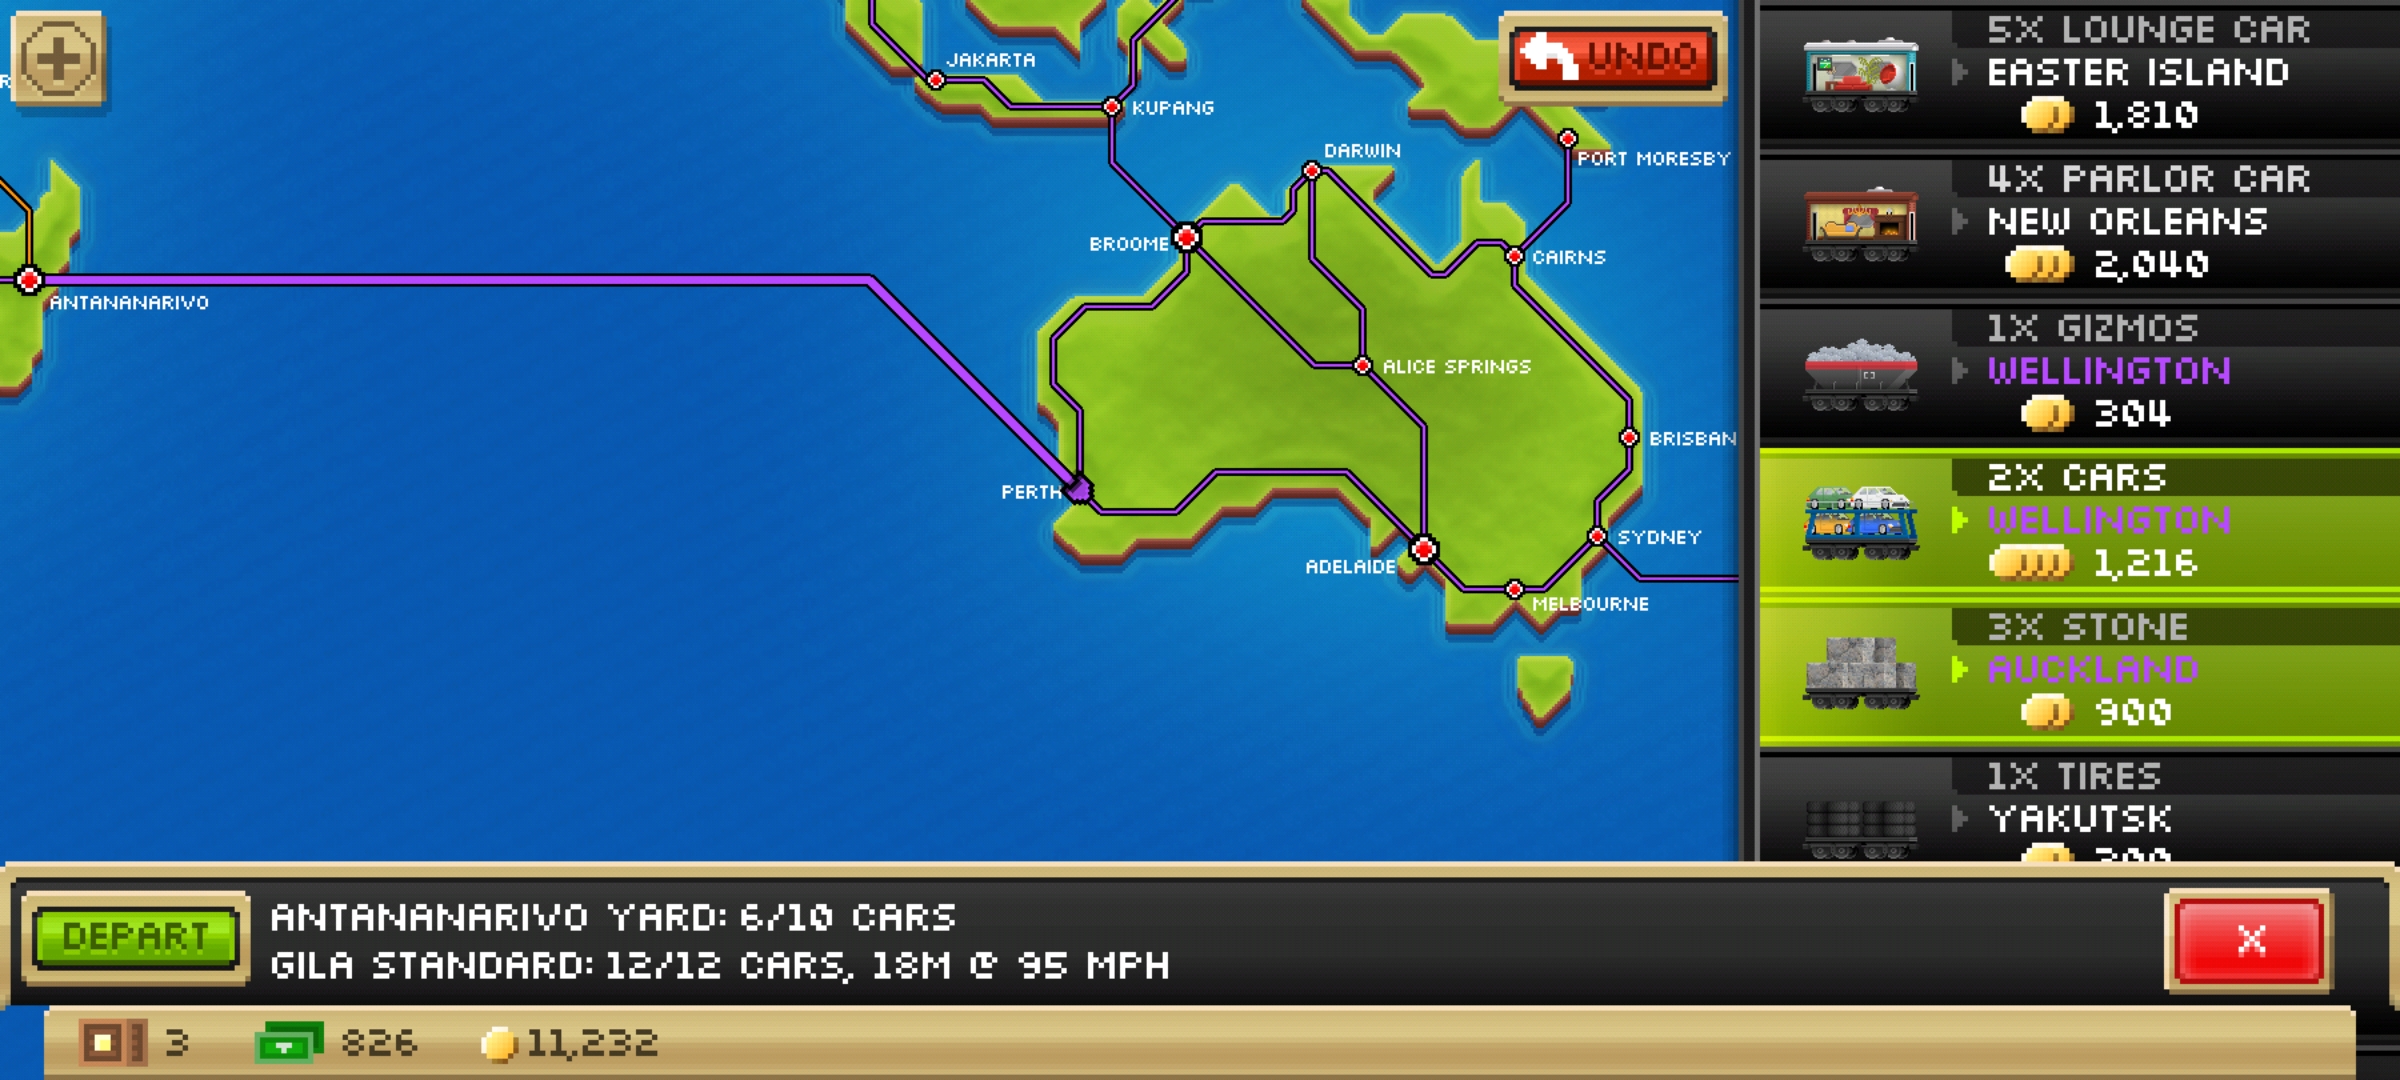 UNDO
JAKARTA
KUPANG
DARWIN
PORT MORESBY
BROOME
CAIRNS
ANTANANARIVO
ALICE SPRINGS
BRISBAN
PERTH
SYDNEY
ADELAIDE
MELBOURNE
5X LOUNGE CAR
EASTER ISLAND
1,810
4X PARLOR CAR
NEW ORLEANS
2,040
1X GIZMOS
WELLINGTON
304
2X CARS
WELLINGTON
1,216
3X STONE
AUCKLAND
900
1X TIRES
YAKUTSK
DEPART
ANTANANARIVO YARD: 6/10 CARS
GILA STANDARD: 12/12 CARS, 18M @ 95 MPH
X
3
826
11,232